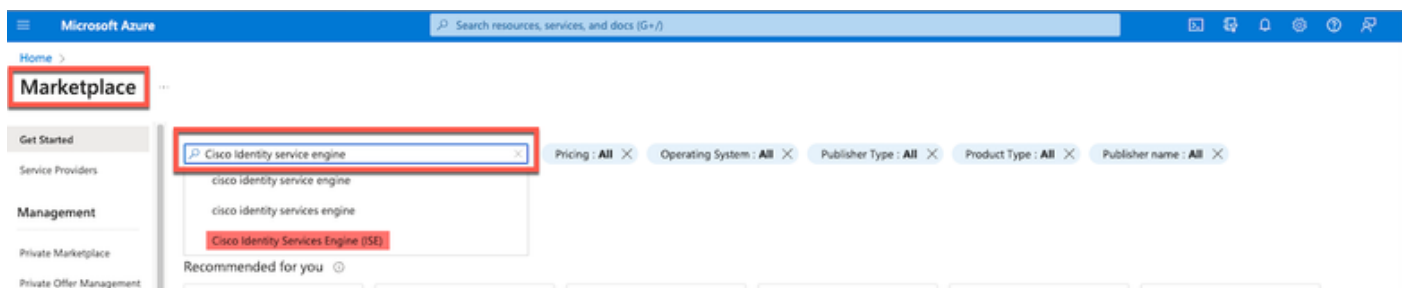 Microsoft Azure
Search resources, services, and docs (G+/)
Home >
Marketplace ...
Get Started
Service Providers
Management
Private Marketplace
Private Offer Management
Cisco Identity service engine
Pricing : All
Operating System : All
Publisher Type : All
Product Type : All
Publisher name : All
cisco identity service engine
cisco identity services engine
Cisco Identity Services Engine (ISE)
Recommended for you